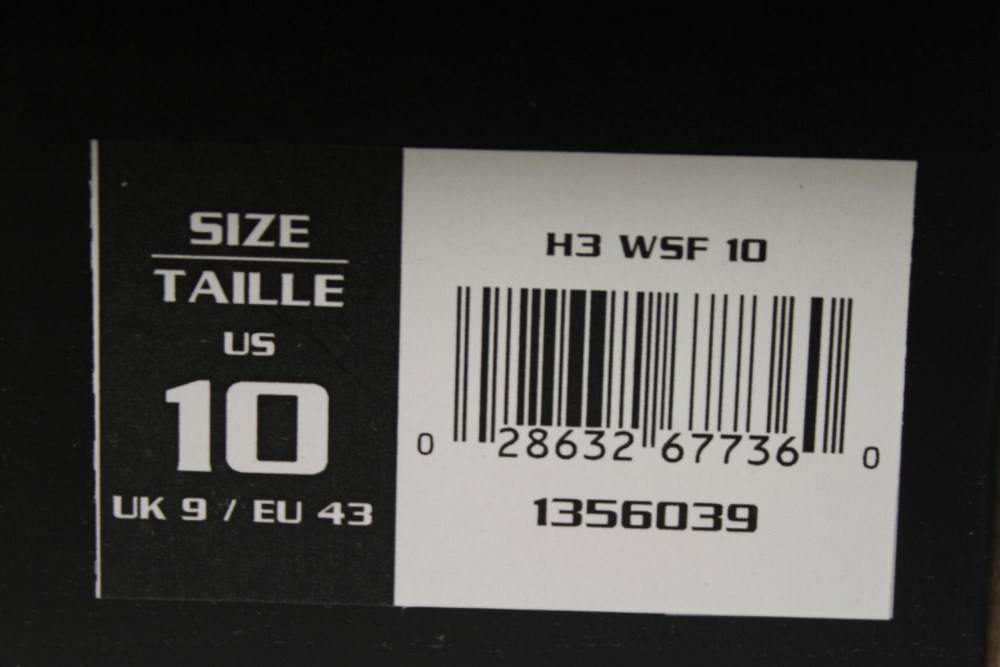 SIZE
TAILLE
US
10
UK 9 / EU 43
H3 WSF 10
0 28632 67736 0
1356039